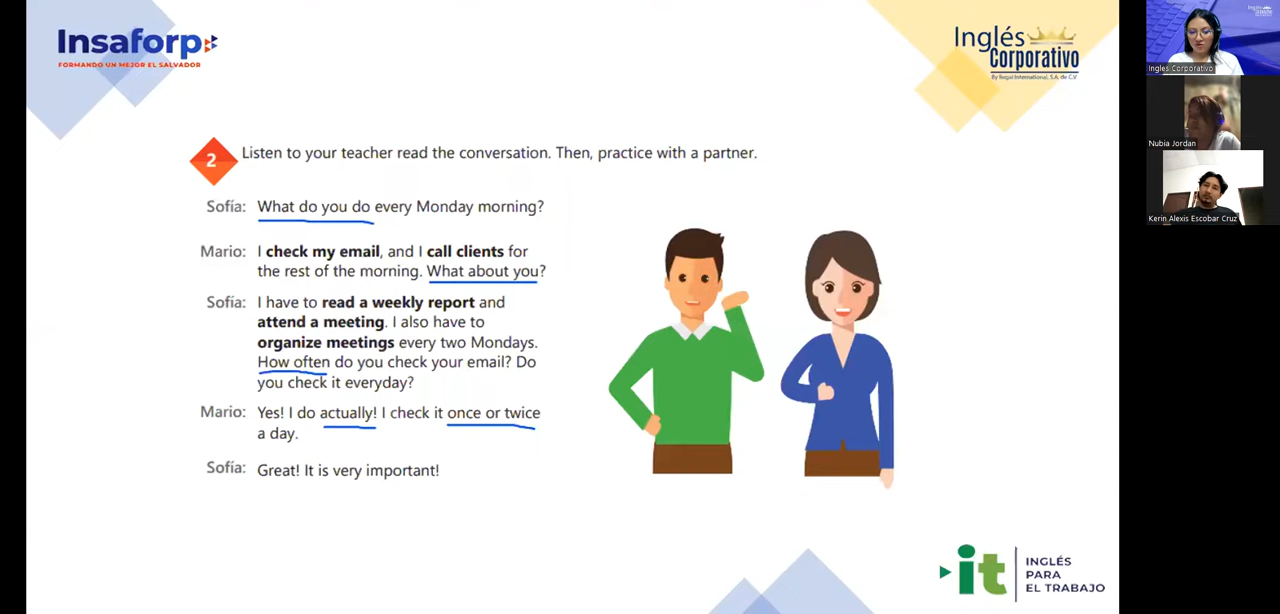 Insaforp
FORMANDO UN MEJOR EL SALVADOR
Inglés
Corporativo
By Regal International, S.A. de C.V
2
Listen to your teacher read the conversation. Then, practice with a partner.
Sofía: What do you do every Monday morning?
Mario: I check my email, and I call clients for
the rest of the morning. What about you?
Sofía: I have to read a weekly report and
attend a meeting. I also have to
organize meetings every two Mondays.
How often do you check your email? Do
you check it everyday?
Mario: Yes! I do actually! I check it once or twice
a day.
Sofía: Great! It is very important!
it
INGLÉS
PARA
EL TRABAJO
Ingles Corporativo
Nubia Jordan
Kerin Alexis Escobar Cruz